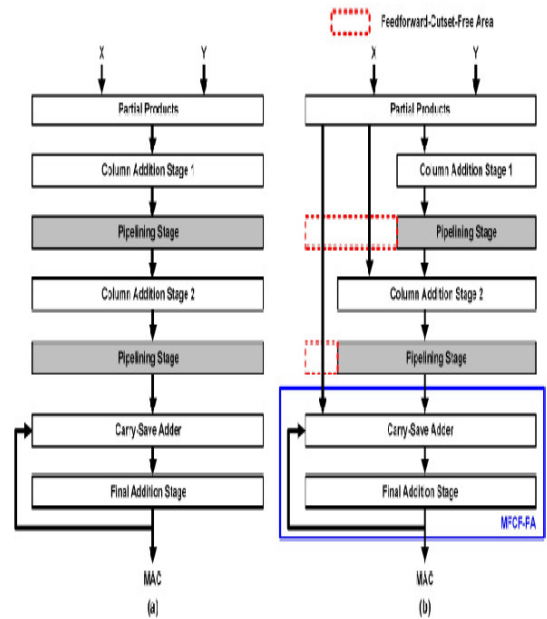 Feedforward-Cutset-Free Area
X Y
Partial Products
Column Addition Stage 1
Pipelining Stage
Column Addition Stage 2
Pipelining Stage
Carry-Save Adder
Final Addition Stage
MAC
(a)
X Y
Partial Products
Column Addition Stage 1
Pipelining Stage
Column Addition Stage 2
Pipelining Stage
Carry-Save Adder
Final Addition Stage
MFCF-PA
MAC
(b)